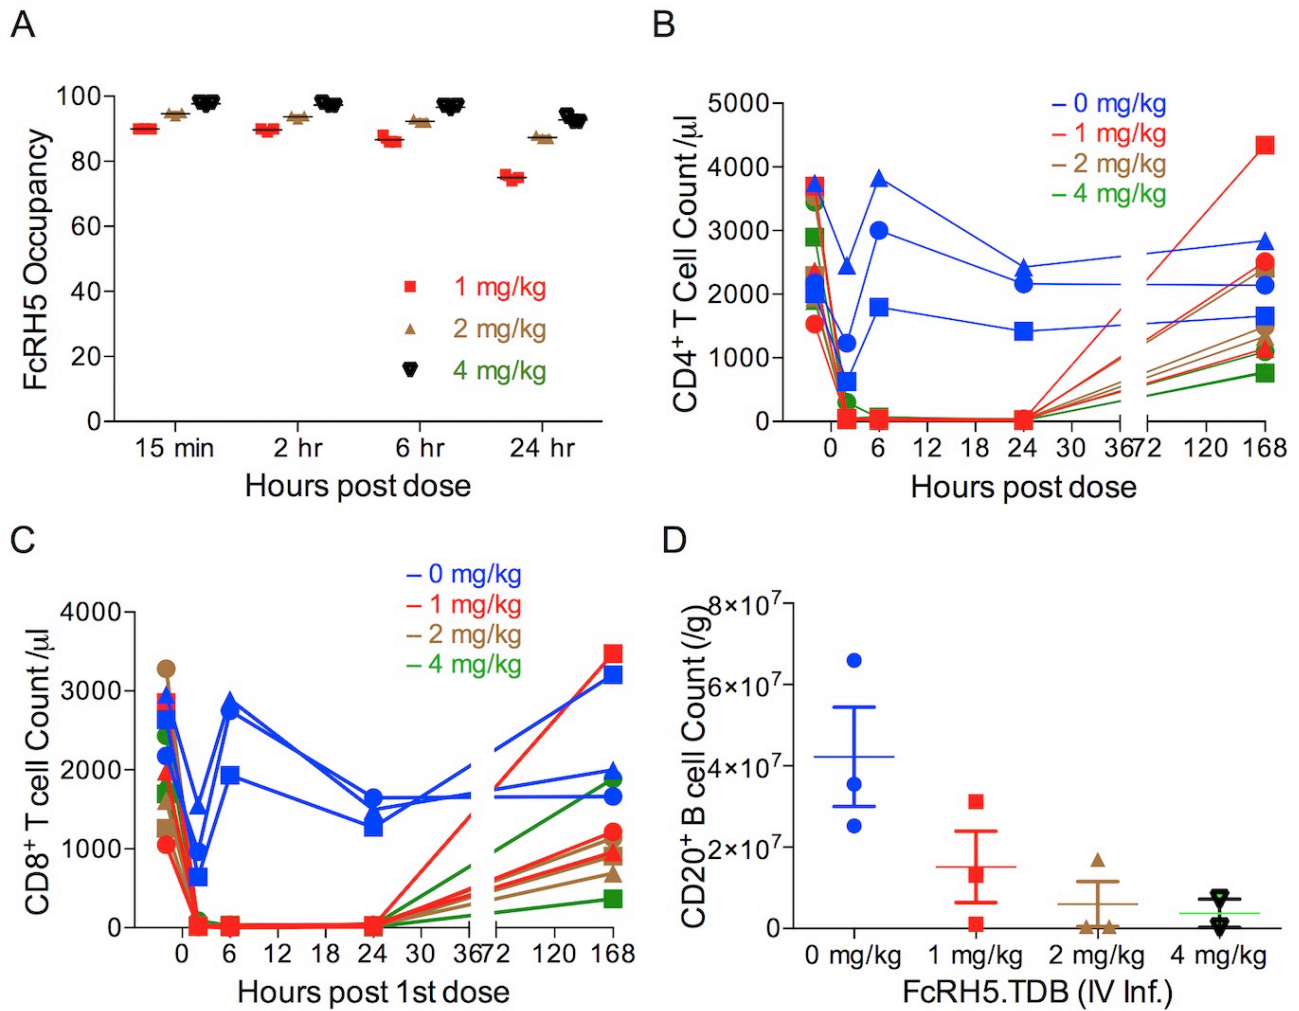 A
FcRH5 Occupancy
100
80
60
40
20
0
1 mg/kg
2 mg/kg
4 mg/kg
15 min 2 hr 6 hr 24 hr
Hours post dose
B
CD4⁺ T Cell Count /µl
5000
4000
3000
2000
1000
0
0 mg/kg
1 mg/kg
2 mg/kg
4 mg/kg
0 6 12 18 24 30 36 72 120 168
Hours post dose
C
CD8⁺ T cell Count /µl
4000
3000
2000
1000
0
0 mg/kg
1 mg/kg
2 mg/kg
4 mg/kg
0 6 12 18 24 30 36 72 120 168
Hours post 1st dose
D
CD20⁺ B cell Count (/g)
8×10⁷
6×10⁷
4×10⁷
2×10⁷
0
0 mg/kg 1 mg/kg 2 mg/kg 4 mg/kg
FcRH5.TDB (IV Inf.)